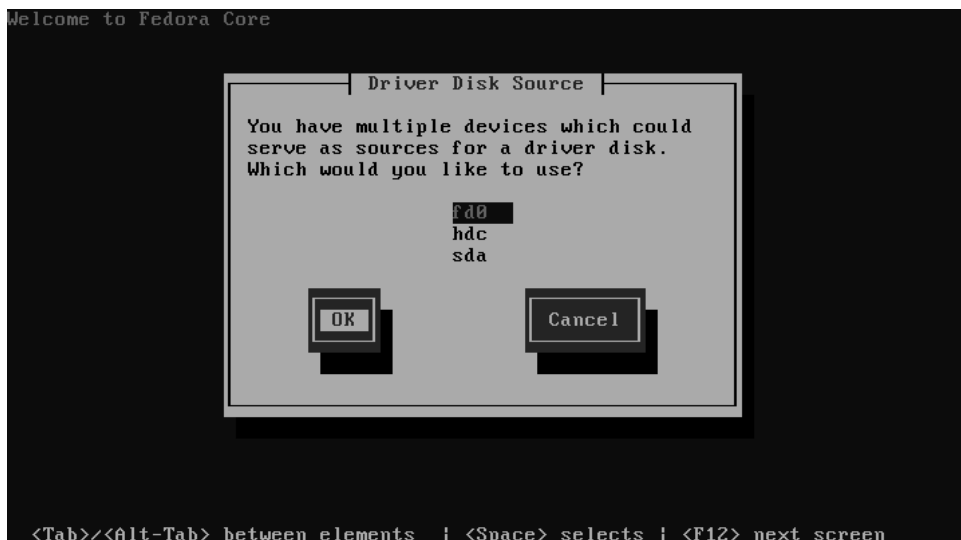 Welcome to Fedora Core
Driver Disk Source
You have multiple devices which could
serve as sources for a driver disk.
Which would you like to use?
fd0
hdc
sda
OK Cancel
<Tab>/<Alt-Tab> between elements | <Space> selects | <F12> next screen